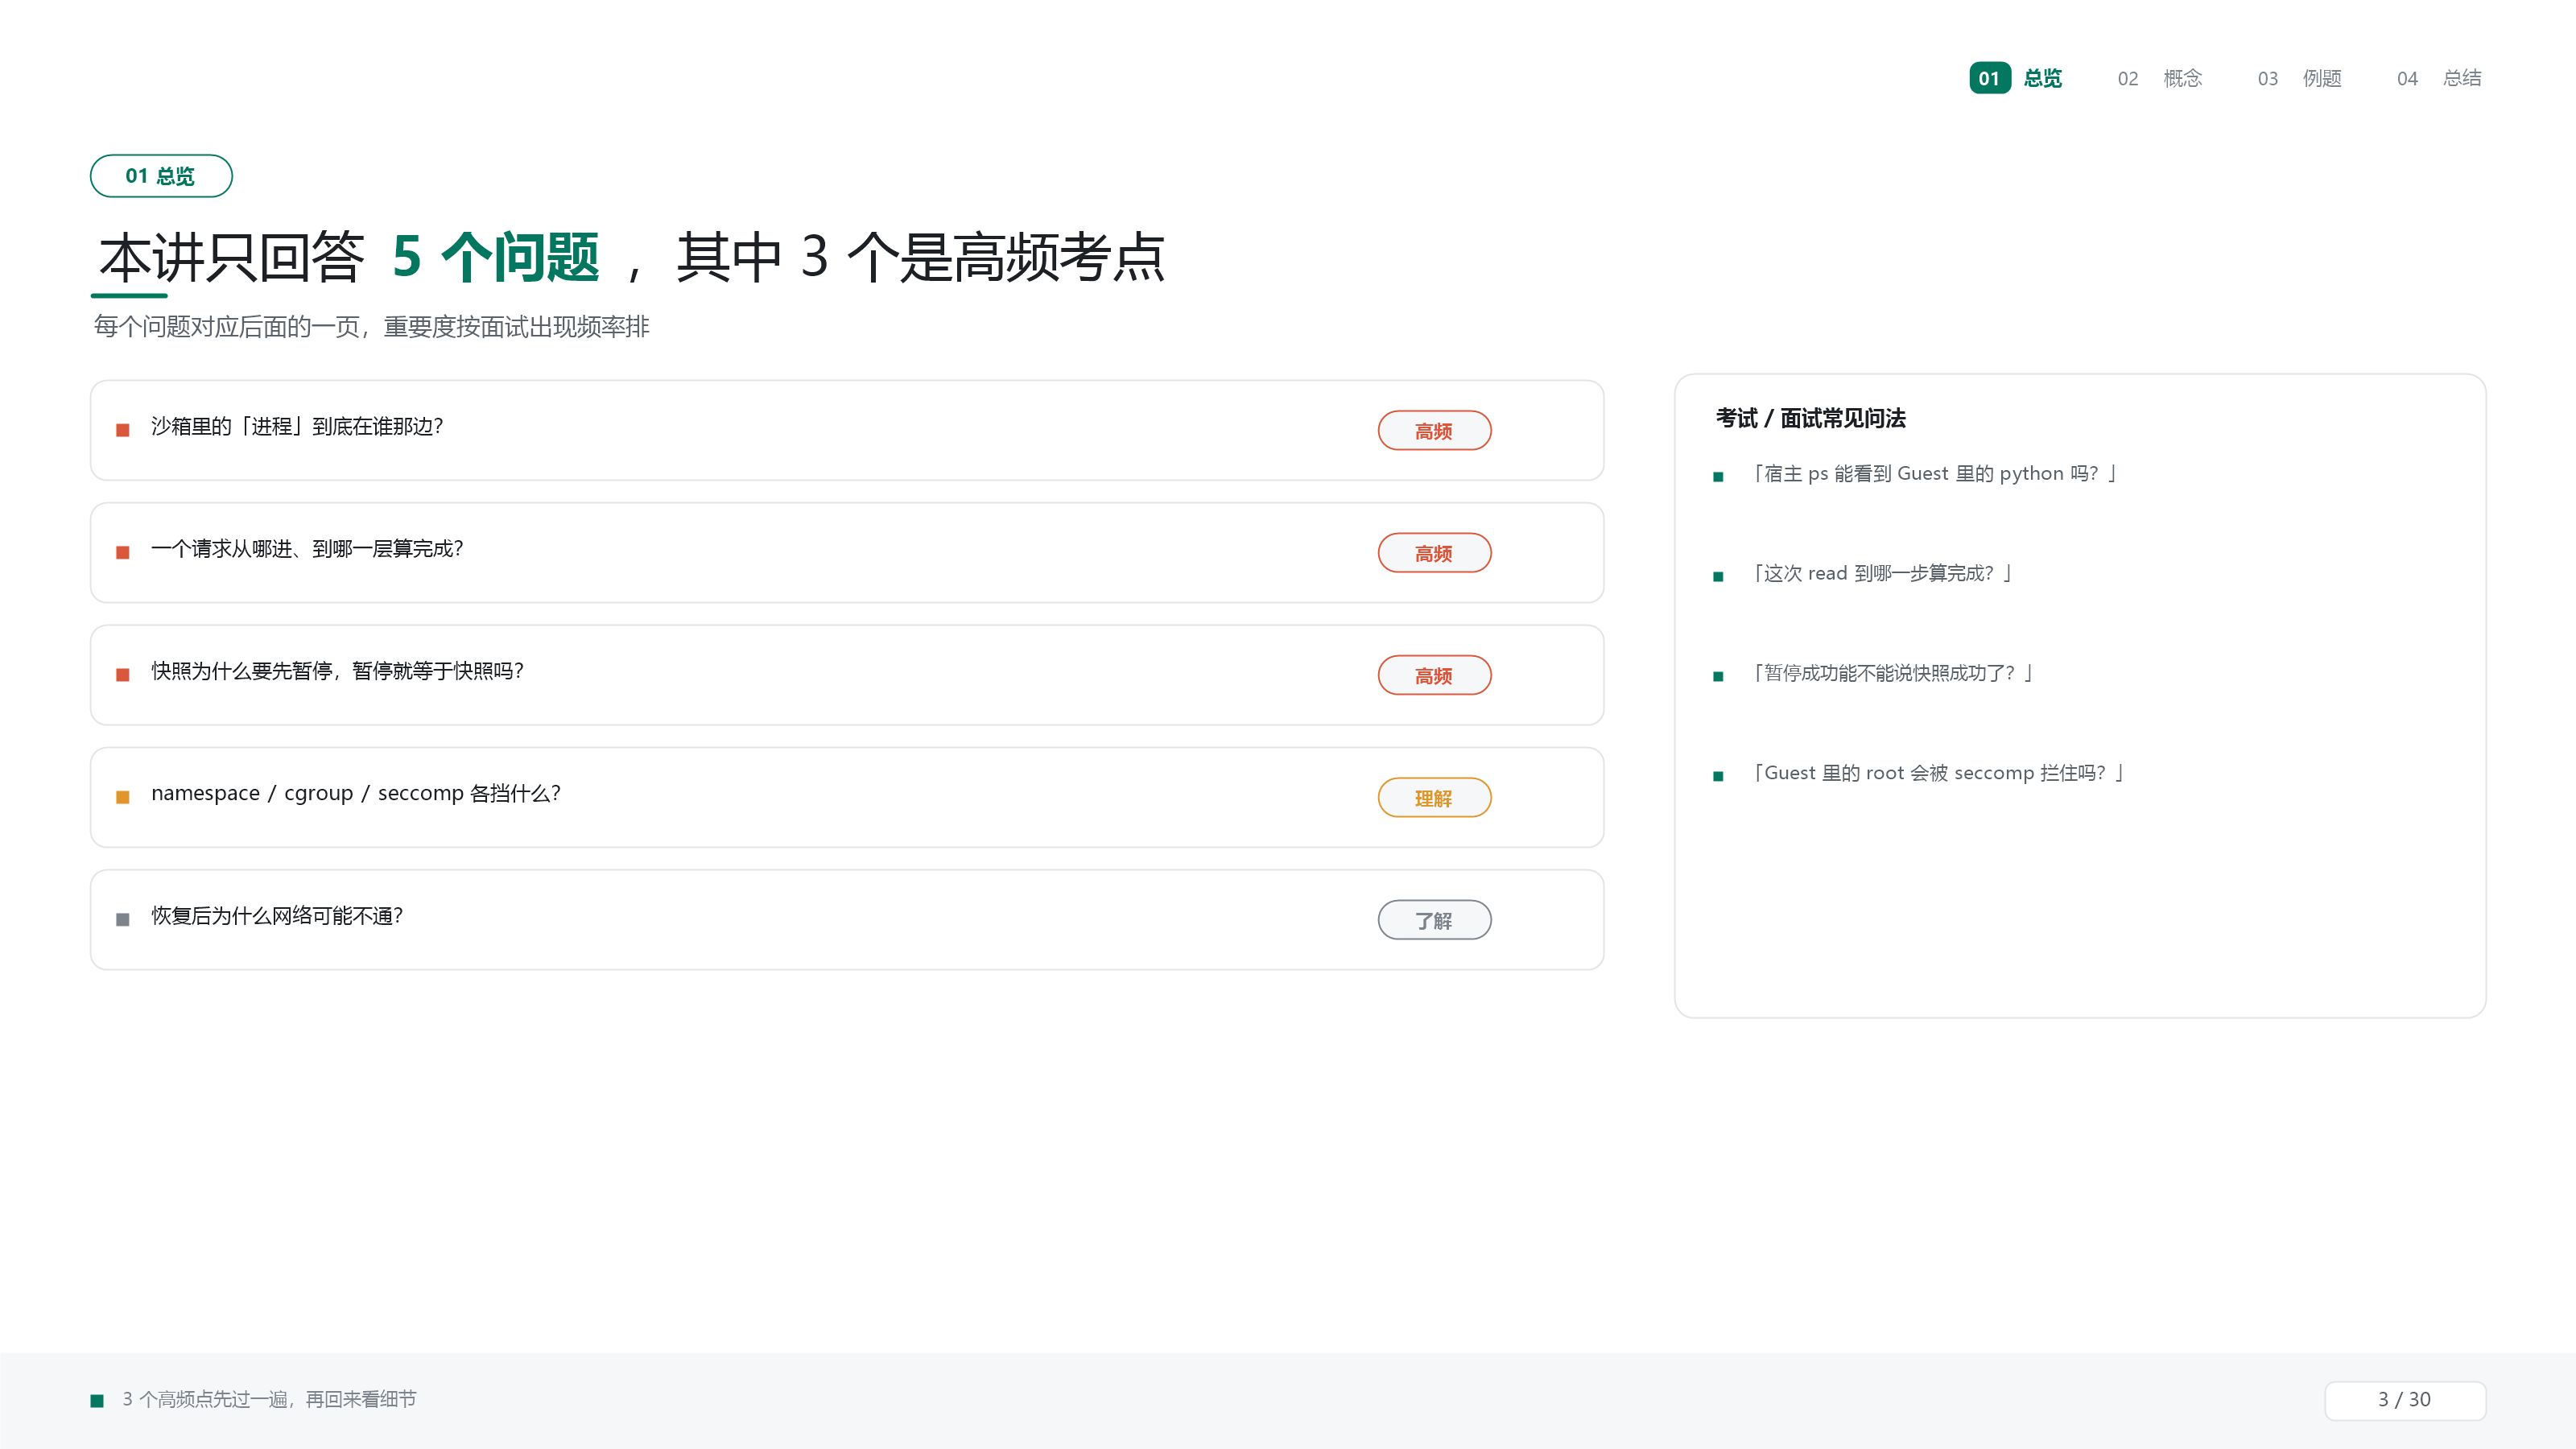 01 总览 02 概念 03 例题 04 总结
01 总览
本讲只回答 5 个问题 ，其中 3 个是高频考点
每个问题对应后面的一页，重要度按面试出现频率排
沙箱里的「进程」到底在谁那边？ 高频
一个请求从哪进、到哪一层算完成？ 高频
快照为什么要先暂停，暂停就等于快照吗？ 高频
namespace / cgroup / seccomp 各挡什么？ 理解
恢复后为什么网络可能不通？ 了解
考试 / 面试常见问法
「宿主 ps 能看到 Guest 里的 python 吗？」
「这次 read 到哪一步算完成？」
「暂停成功能不能说快照成功了？」
「Guest 里的 root 会被 seccomp 拦住吗？」
3 个高频点先过一遍，再回来看细节
3 / 30